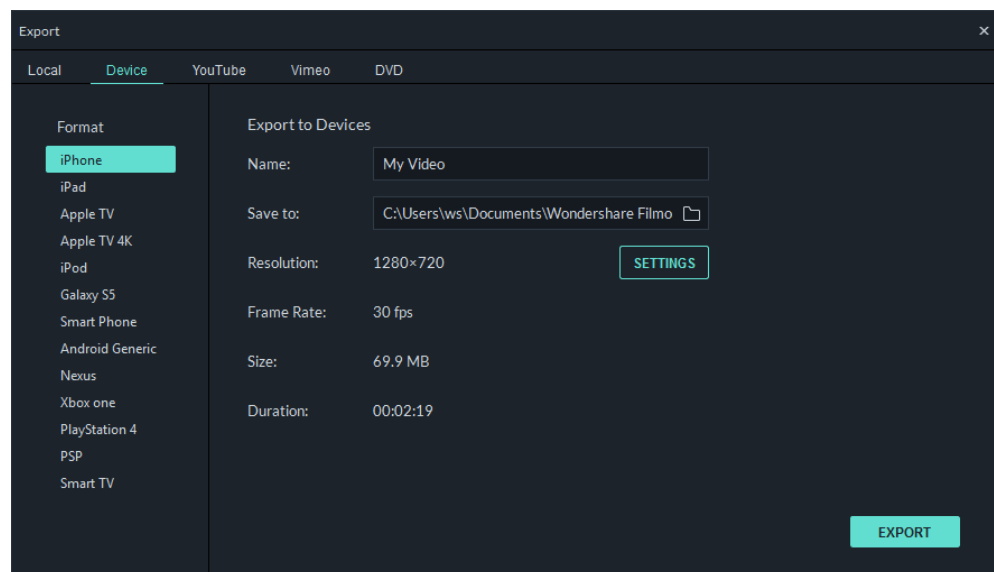 Export
Local Device YouTube Vimeo DVD
Format
iPhone
iPad
Apple TV
Apple TV 4K
iPod
Galaxy S5
Smart Phone
Android Generic
Nexus
Xbox one
PlayStation 4
PSP
Smart TV
Export to Devices
Name: My Video
Save to: C:\Users\ws\Documents\Wondershare Filmo
Resolution: 1280×720 SETTINGS
Frame Rate: 30 fps
Size: 69.9 MB
Duration: 00:02:19
EXPORT